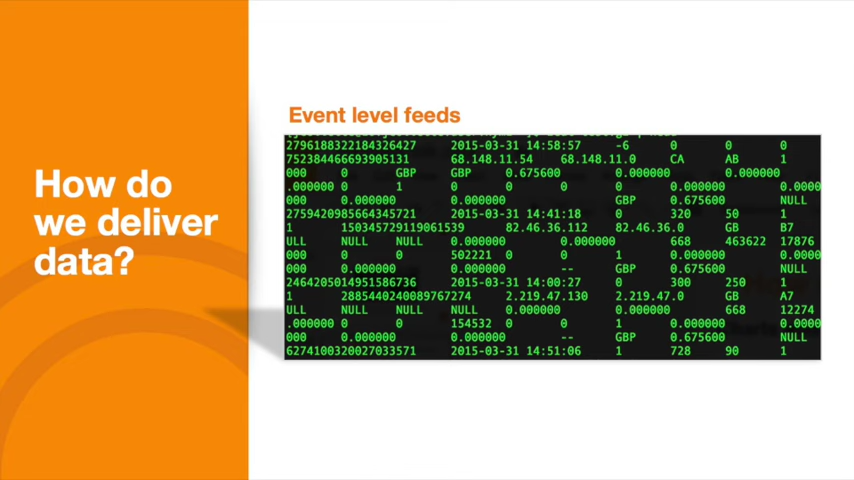 How do
we deliver
data?
Event level feeds
2796188322184326427 2015-03-31 14:58:57 -6 0 0 0
752384466693905131 68.148.11.54 68.148.11.0 CA AB 1
000 0 GBP GBP 0.675600 0.000000 0.000000
.000000 0 1 0 0 0 0 0.000000 0.0000
000 0.000000 0.000000 GBP 0.675600 NULL
2759420985664345721 2015-03-31 14:41:18 0 320 50 1
1 150345729119061539 82.46.36.112 82.46.36.0 GB B7
ULL NULL NULL 0.000000 0.000000 668 463622 17876
000 0 0 502221 0 0 1 0.000000 0.0000
000 0.000000 0.000000 -- GBP 0.675600 NULL
2464205014951586736 2015-03-31 14:00:27 0 300 250 1
1 2885440240089767274 2.219.47.130 2.219.47.0 GB A7
ULL NULL NULL NULL 0.000000 0.000000 668 12274
.000000 0 0 154532 0 0 1 0.000000 0.0000
000 0.000000 0.000000 -- GBP 0.675600 NULL
6274100320027033571 2015-03-31 14:51:06 1 728 90 1